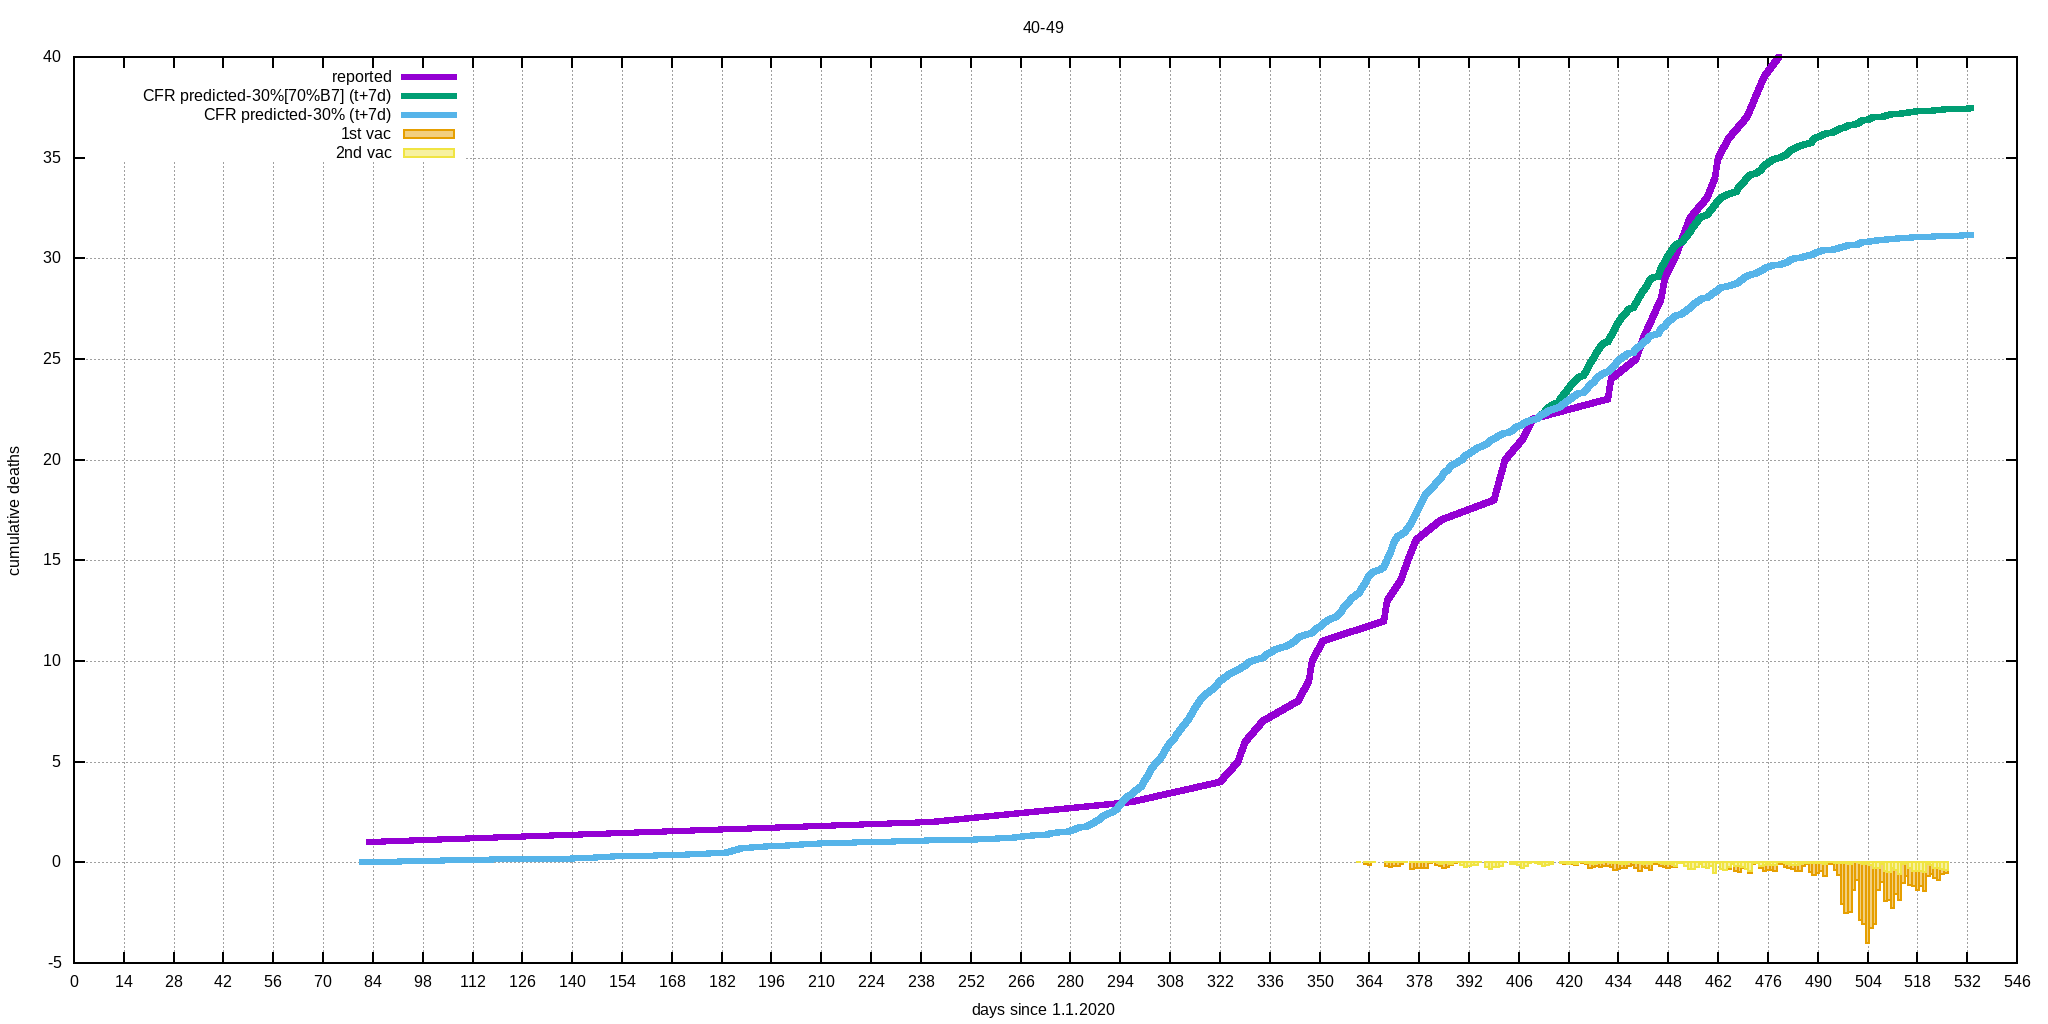 40-49
reported
CFR predicted-30%[70%B7] (t+7d)
CFR predicted-30% (t+7d)
1st vac
2nd vac
40
35
30
25
20
15
10
5
0
-5
cumulative deaths
0 14 28 42 56 70 84 98 112 126 140 154 168 182 196 210 224 238 252 266 280 294 308 322 336 350 364 378 392 406 420 434 448 462 476 490 504 518 532 546
days since 1.1.2020